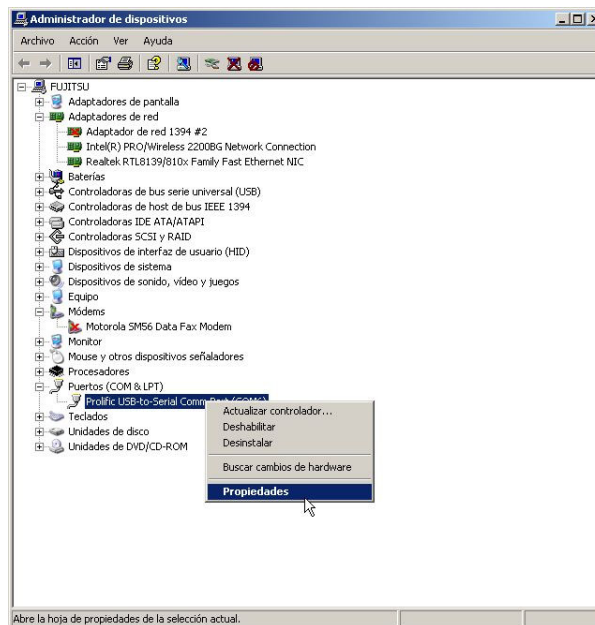 Administrador de dispositivos
Archivo Acción Ver Ayuda
FUJITSU
Adaptadores de pantalla
Adaptadores de red
Adaptador de red 1394 #2
Intel(R) PRO/Wireless 2200BG Network Connection
Realtek RTL8139/810x Family Fast Ethernet NIC
Baterías
Controladoras de bus serie universal (USB)
Controladoras de host de bus IEEE 1394
Controladoras IDE ATA/ATAPI
Controladoras SCSI y RAID
Dispositivos de interfaz de usuario (HID)
Dispositivos de sistema
Dispositivos de sonido, vídeo y juegos
Equipo
Módems
Motorola SM56 Data Fax Modem
Monitor
Mouse y otros dispositivos señaladores
Procesadores
Puertos (COM & LPT)
Prolific USB-to-Serial Comm
Teclados
Unidades de disco
Unidades de DVD/CD-ROM
Actualizar controlador...
Deshabilitar
Desinstalar
Buscar cambios de hardware
Propiedades
Abre la hoja de propiedades de la selección actual.